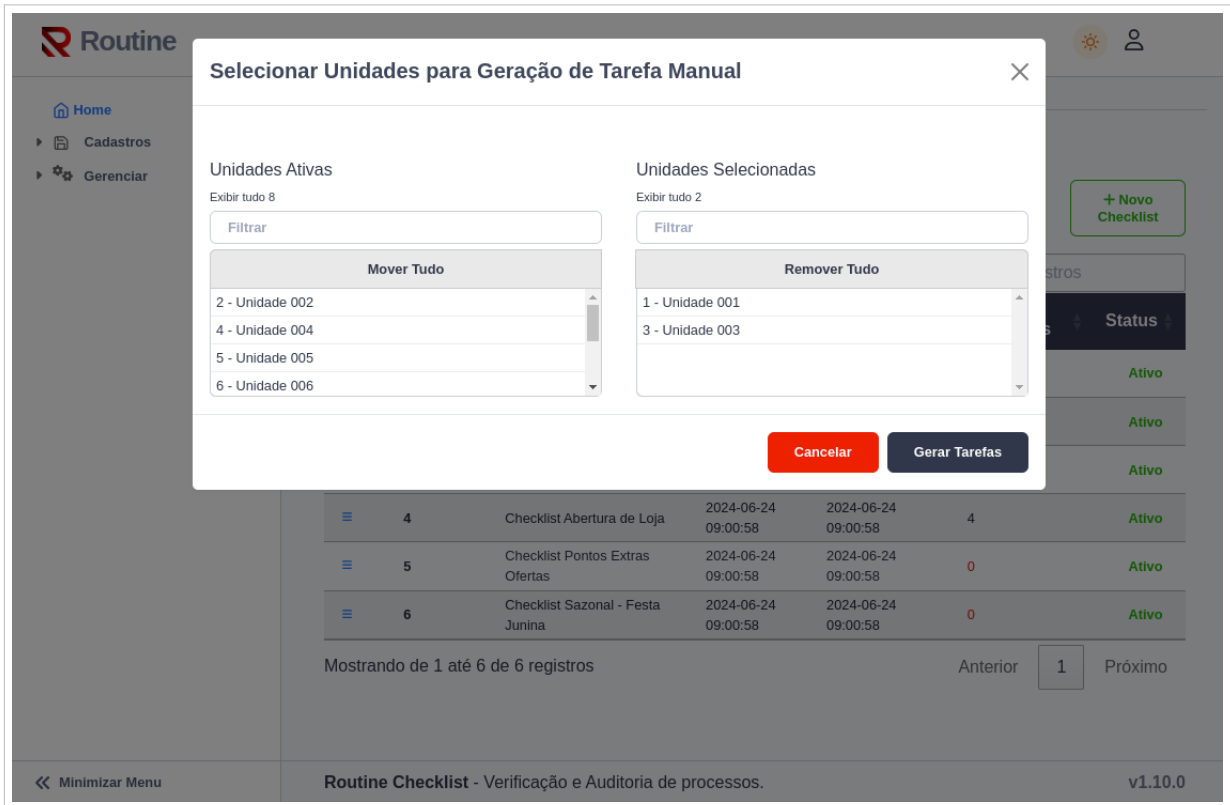 Routine
Selecionar Unidades para Geração de Tarefa Manual
Home
Cadastros
Gerenciar
Unidades Ativas
Exibir tudo 8
Filtrar
Mover Tudo
2 - Unidade 002
4 - Unidade 004
5 - Unidade 005
6 - Unidade 006
Unidades Selecionadas
Exibir tudo 2
Filtrar
Remover Tudo
1 - Unidade 001
3 - Unidade 003
Cancelar
Gerar Tarefas
+ Novo
Checklist
stros
s
Status
Ativo
Ativo
Ativo
4 Checklist Abertura de Loja 2024-06-24 09:00:58 2024-06-24 09:00:58 4 Ativo
5 Checklist Pontos Extras Ofertas 2024-06-24 09:00:58 2024-06-24 09:00:58 0 Ativo
6 Checklist Sazonal - Festa Junina 2024-06-24 09:00:58 2024-06-24 09:00:58 0 Ativo
Mostrando de 1 até 6 de 6 registros
Anterior 1 Próximo
Minimizar Menu
Routine Checklist - Verificação e Auditoria de processos.
v1.10.0